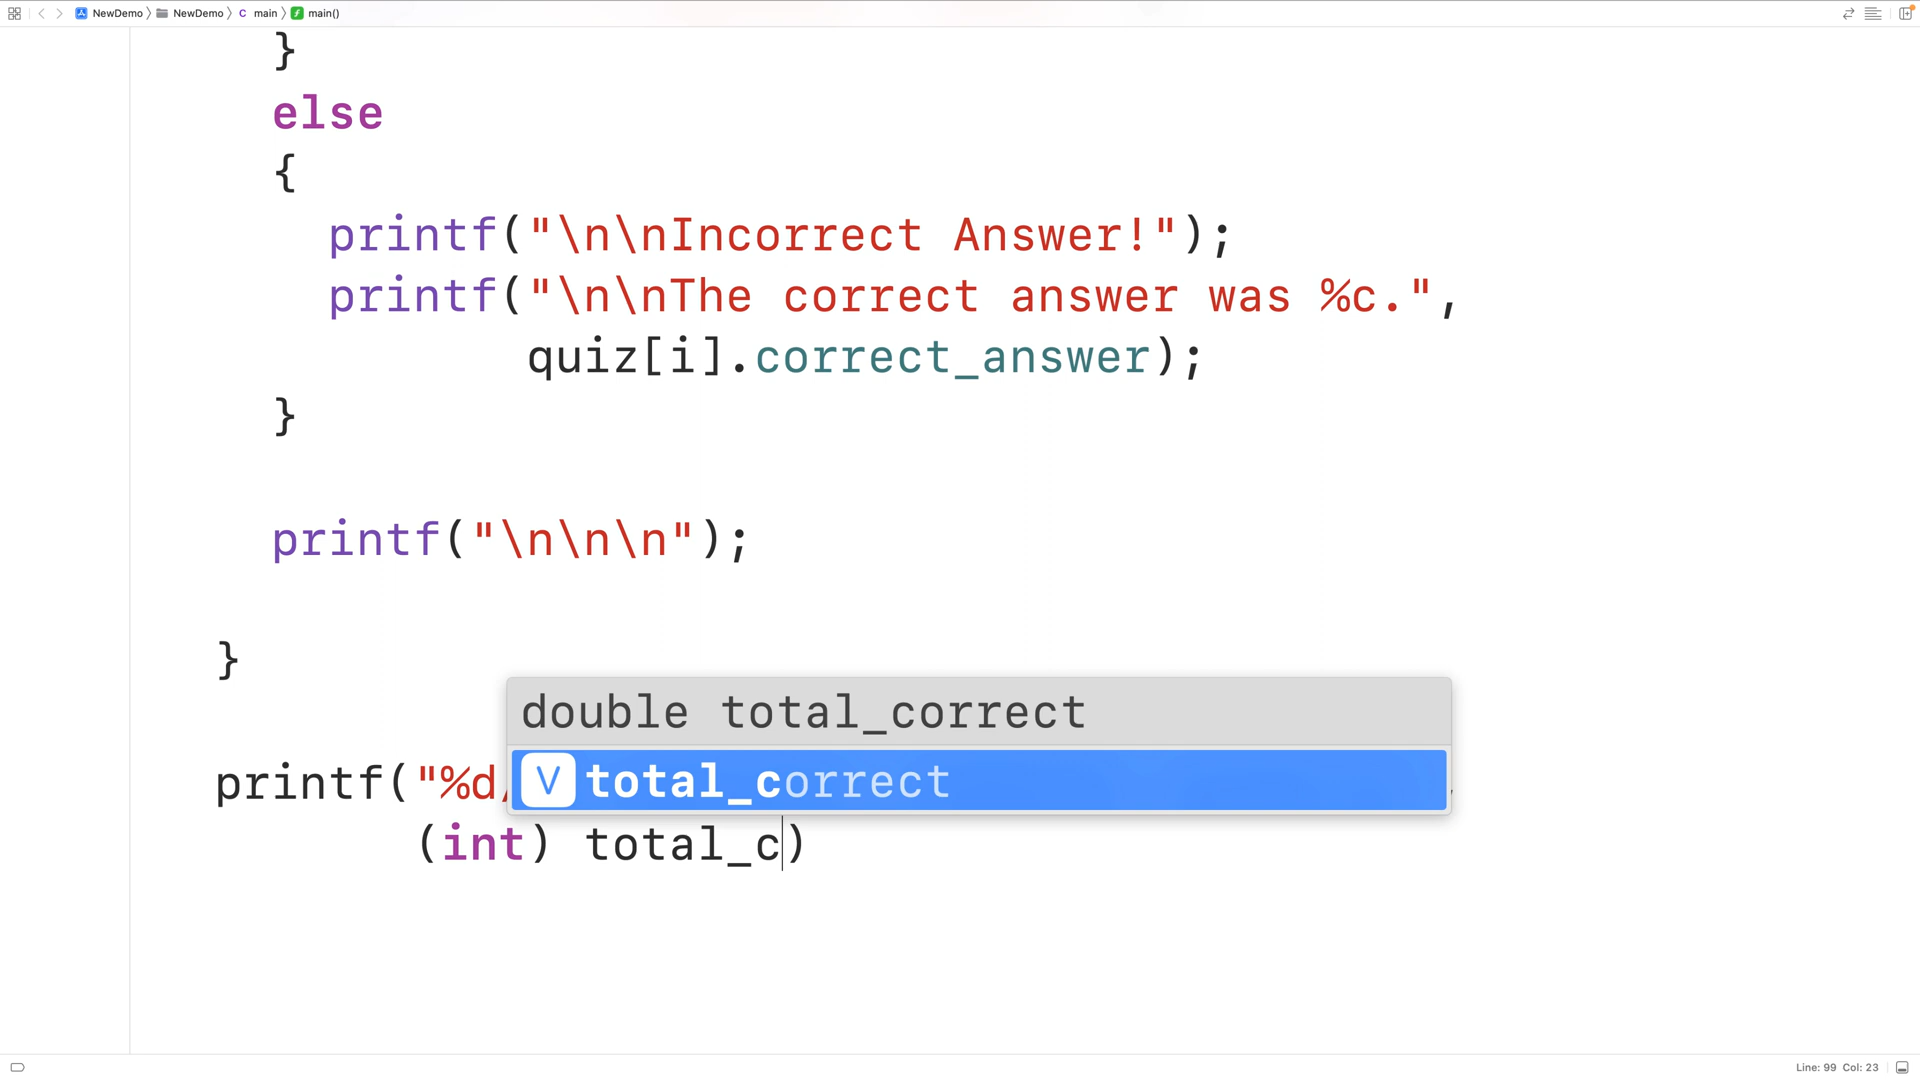 NewDemo 〉 NewDemo 〉 C main 〉 f main()
}
else
{
printf("\n\nIncorrect Answer!");
printf("\n\nThe correct answer was %c.",
quiz[i].correct_answer);
}
printf("\n\n\n");
}
double total_correct
printf("%d/
V total_correct
(int) total_c)
Line: 99 Col: 23